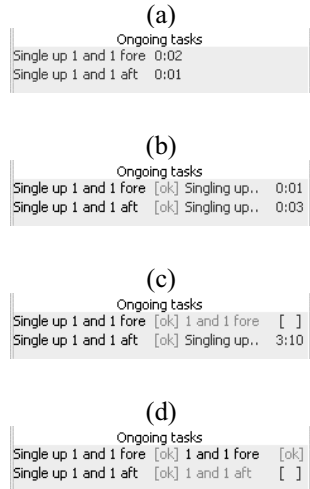 (a)
Ongoing tasks
Single up 1 and 1 fore 0:02
Single up 1 and 1 aft 0:01
(b)
Ongoing tasks
Single up 1 and 1 fore [ok] Singling up.. 0:01
Single up 1 and 1 aft [ok] Singling up.. 0:03
(c)
Ongoing tasks
Single up 1 and 1 fore [ok] 1 and 1 fore [ ]
Single up 1 and 1 aft [ok] Singling up.. 3:10
(d)
Ongoing tasks
Single up 1 and 1 fore [ok] 1 and 1 fore [ok]
Single up 1 and 1 aft [ok] 1 and 1 aft [ ]